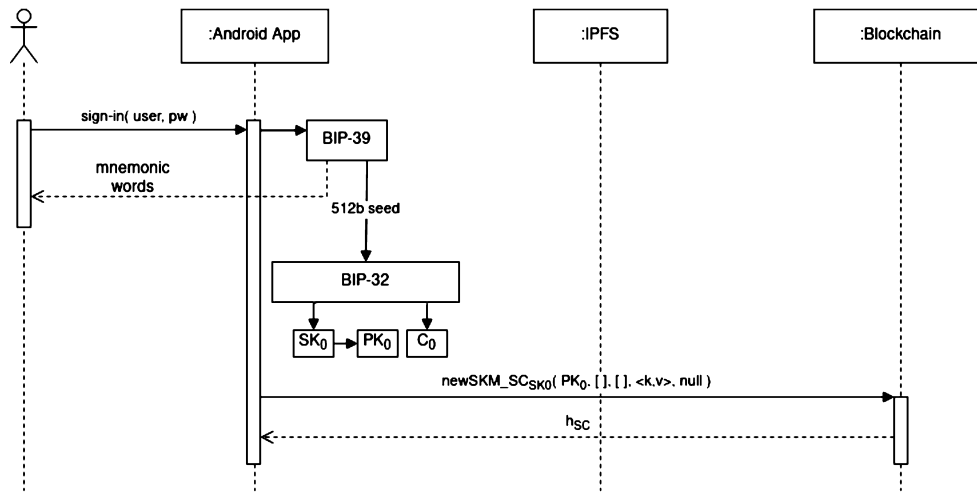 :Android App
:IPFS
:Blockchain
sign-in( user, pw )
BIP-39
mnemonic
words
512b seed
BIP-32
SK0
PK0
C0
newSKM_SCSK0( PK0, [ ], [ ], <k,v>, null )
hSC